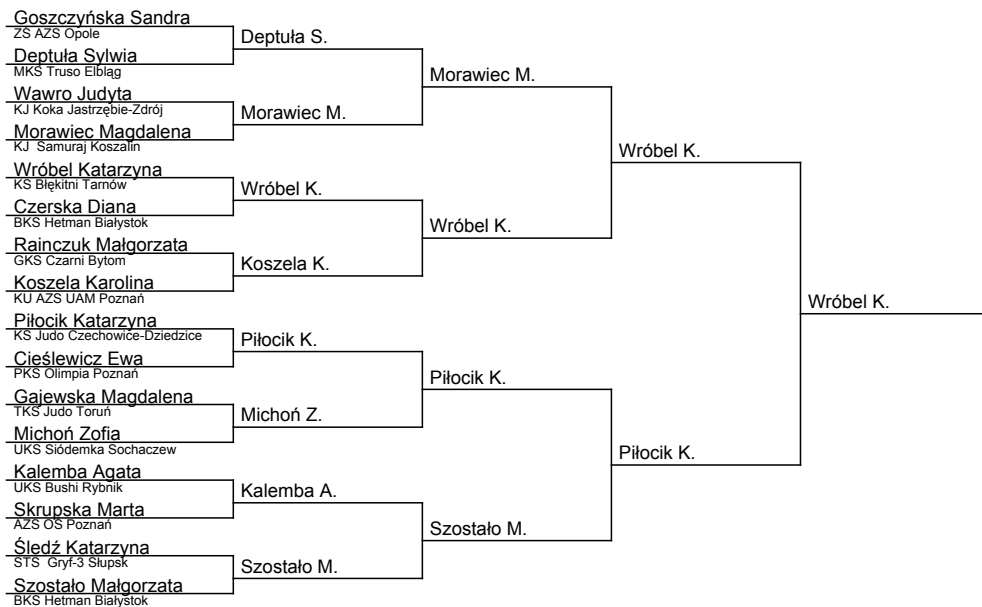 Goszczyńska Sandra
ZS AZS Opole
Deptuła Sylwia
MKS Truso Elbląg
Wawro Judyta
KJ Koka Jastrzębie-Zdrój
Morawiec Magdalena
KJ Samuraj Koszalin
Wróbel Katarzyna
KS Błękitni Tarnów
Czerska Diana
BKS Hetman Białystok
Rainczuk Małgorzata
GKS Czarni Bytom
Koszela Karolina
KU AZS UAM Poznań
Piłocik Katarzyna
KS Judo Czechowice-Dziedzice
Cieślewicz Ewa
PKS Olimpia Poznań
Gajewska Magdalena
TKS Judo Toruń
Michoń Zofia
UKS Siódemka Sochaczew
Kalemba Agata
UKS Bushi Rybnik
Skrupska Marta
AZS OŚ Poznań
Śledź Katarzyna
STS Gryf-3 Słupsk
Szostało Małgorzata
BKS Hetman Białystok
Deptuła S.
Morawiec M.
Wróbel K.
Koszela K.
Piłocik K.
Michoń Z.
Kalemba A.
Szostało M.
Morawiec M.
Wróbel K.
Piłocik K.
Szostało M.
Wróbel K.
Piłocik K.
Wróbel K.